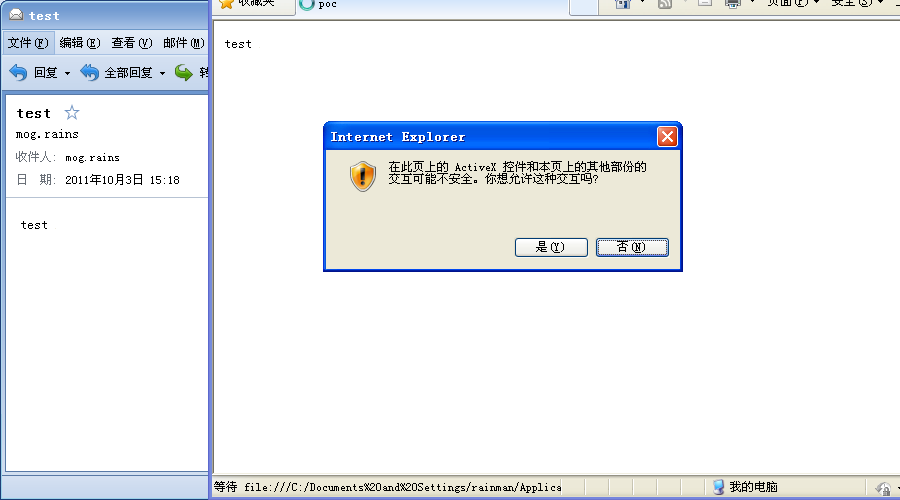 test
文件(F) 编辑(E) 查看(V) 邮件(M)
回复 全部回复
test
mog.rains
收件人: mog.rains
日 期: 2011年10月3日 15:18
test
收藏夹 poc
页面(P) 安全(S)
test
Internet Explorer
在此页上的 ActiveX 控件和本页上的其他部份的
交互可能不安全。你想允许这种交互吗?
是(Y) 否(N)
等待 file:///C:/Documents%20and%20Settings/rainman/Applica 我的电脑